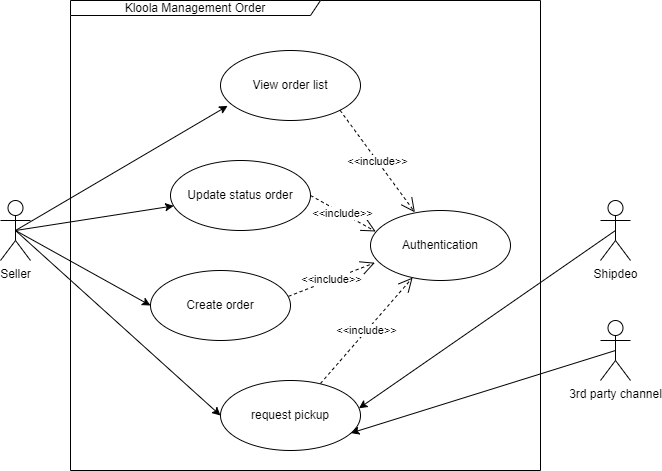 Kloola Management Order
View order list
<<include>>
Update status order
<<include>>
Authentication
Seller
Shipdeo
<<include>>
Create order
<<include>>
3rd party channel
request pickup